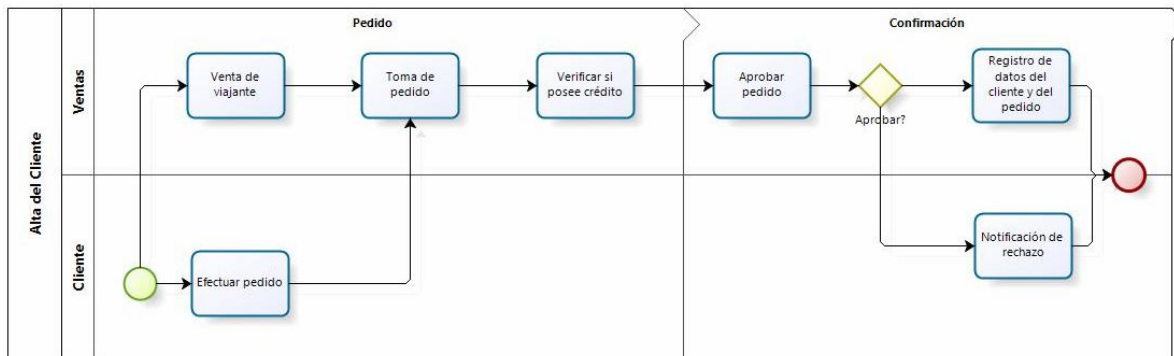 Alta del Cliente
Pedido
Confirmación
Ventas
Venta de
viajante
Toma de
pedido
Verificar si
posee crédito
Aprobar
pedido
Aprobar?
Registro de
datos del
cliente y del
pedido
Cliente
Efectuar pedido
Notificación de
rechazo